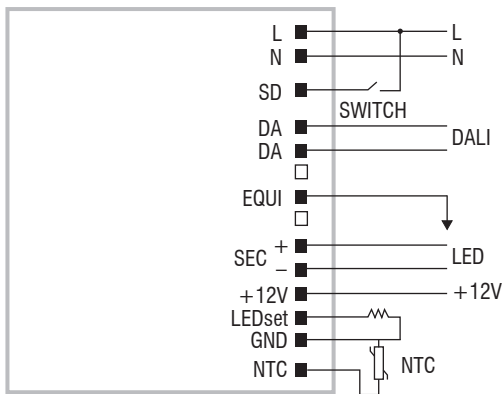 L L
N N
SD
SWITCH
DA
DA
DALI
EQUI
SEC + LED
−
+12V +12V
LEDset
GND
NTC NTC